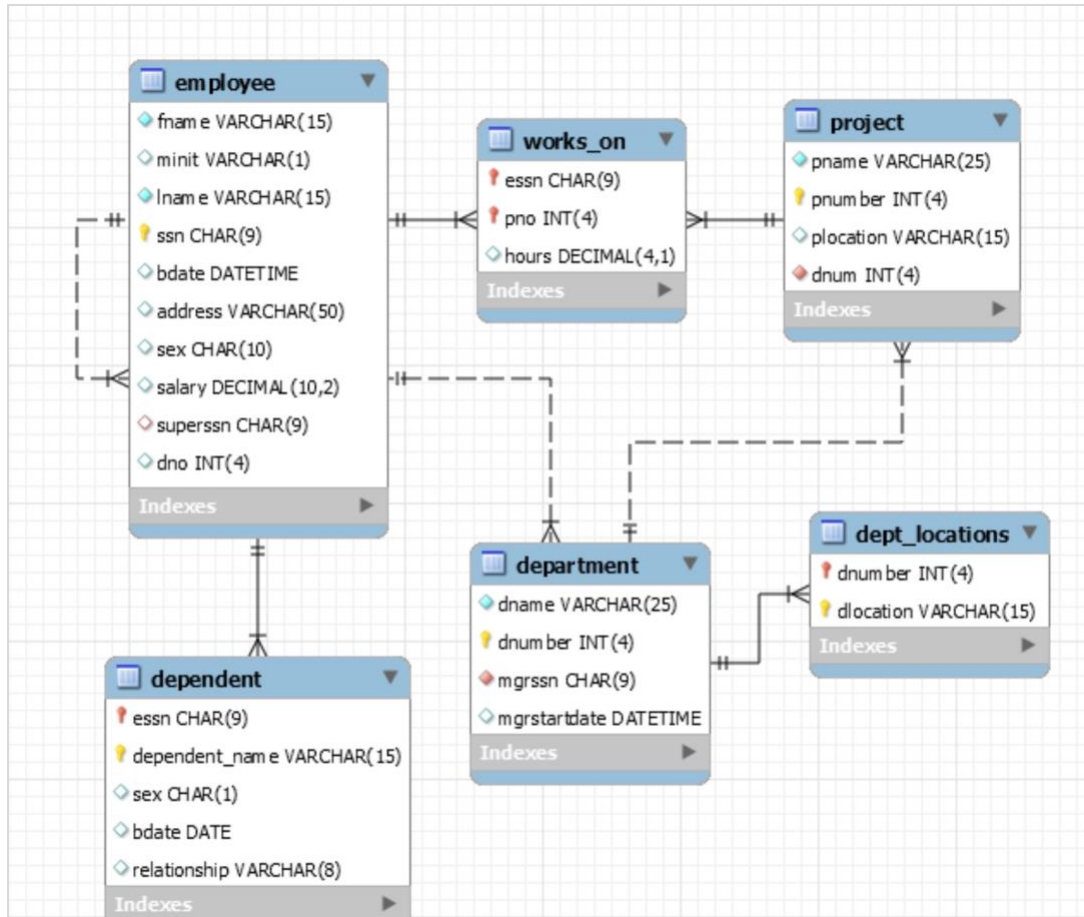 employee
fname VARCHAR(15)
minit VARCHAR(1)
lname VARCHAR(15)
ssn CHAR(9)
bdate DATETIME
address VARCHAR(50)
sex CHAR(10)
salary DECIMAL(10,2)
superssn CHAR(9)
dno INT(4)
Indexes
works_on
essn CHAR(9)
pno INT(4)
hours DECIMAL(4,1)
Indexes
project
pname VARCHAR(25)
pnumber INT(4)
plocation VARCHAR(15)
dnum INT(4)
Indexes
department
dname VARCHAR(25)
dnumber INT(4)
mgrssn CHAR(9)
mgrstartdate DATETIME
Indexes
dept_locations
dnumber INT(4)
dlocation VARCHAR(15)
Indexes
dependent
essn CHAR(9)
dependent_name VARCHAR(15)
sex CHAR(1)
bdate DATE
relationship VARCHAR(8)
Indexes